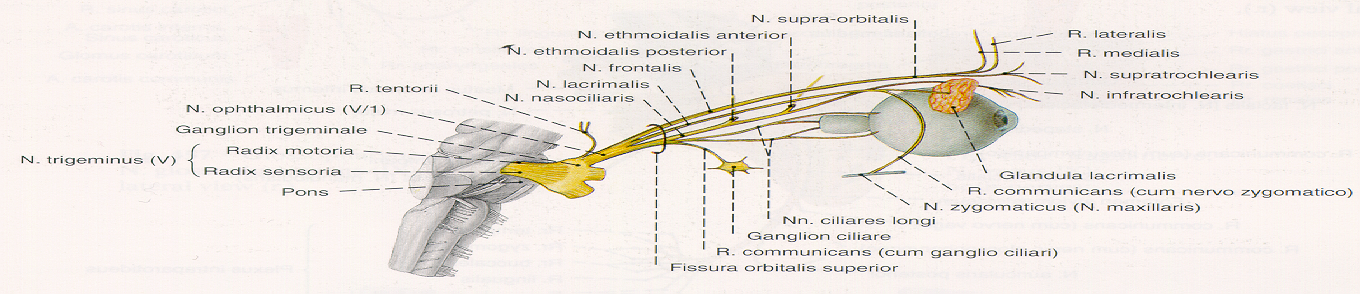 N. supra-orbitalis
N. ethmoidalis anterior
N. ethmoidalis posterior
N. frontalis
N. lacrimalis
N. nasociliaris
R. tentorii
N. ophthalmicus (V/1)
Ganglion trigeminale
Radix motoria
N. trigeminus (V)
Radix sensoria
Pons
R. lateralis
R. medialis
N. supratrochlearis
N. infratrochlearis
Glandula lacrimalis
R. communicans (cum nervo zygomatico)
N. zygomaticus (N. maxillaris)
Nn. ciliares longi
Ganglion ciliare
R. communicans (cum ganglio ciliari)
Fissura orbitalis superior